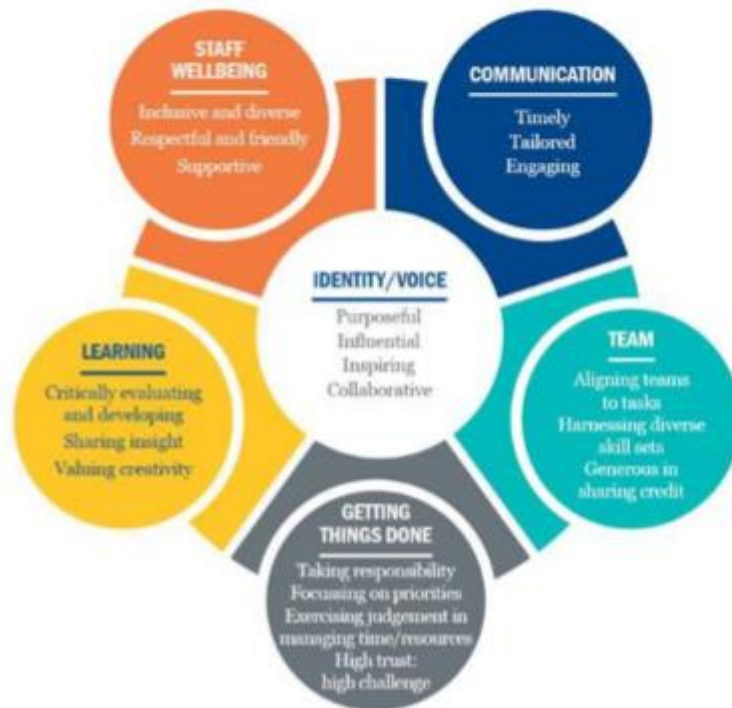 STAFF
WELLBEING
Inclusive and diverse
Respectful and friendly
Supportive
COMMUNICATION
Timely
Tailored
Engaging
IDENTITY/VOICE
Purposeful
Influential
Inspiring
Collaborative
LEARNING
Critically evaluating
and developing
Sharing insight
Valuing creativity
TEAM
Aligning teams
to tasks
Harnessing diverse
skill sets
Generous in
sharing credit
GETTING
THINGS DONE
Taking responsibility
Focussing on priorities
Exercising judgement in
managing time/resources
High trust:
high challenge